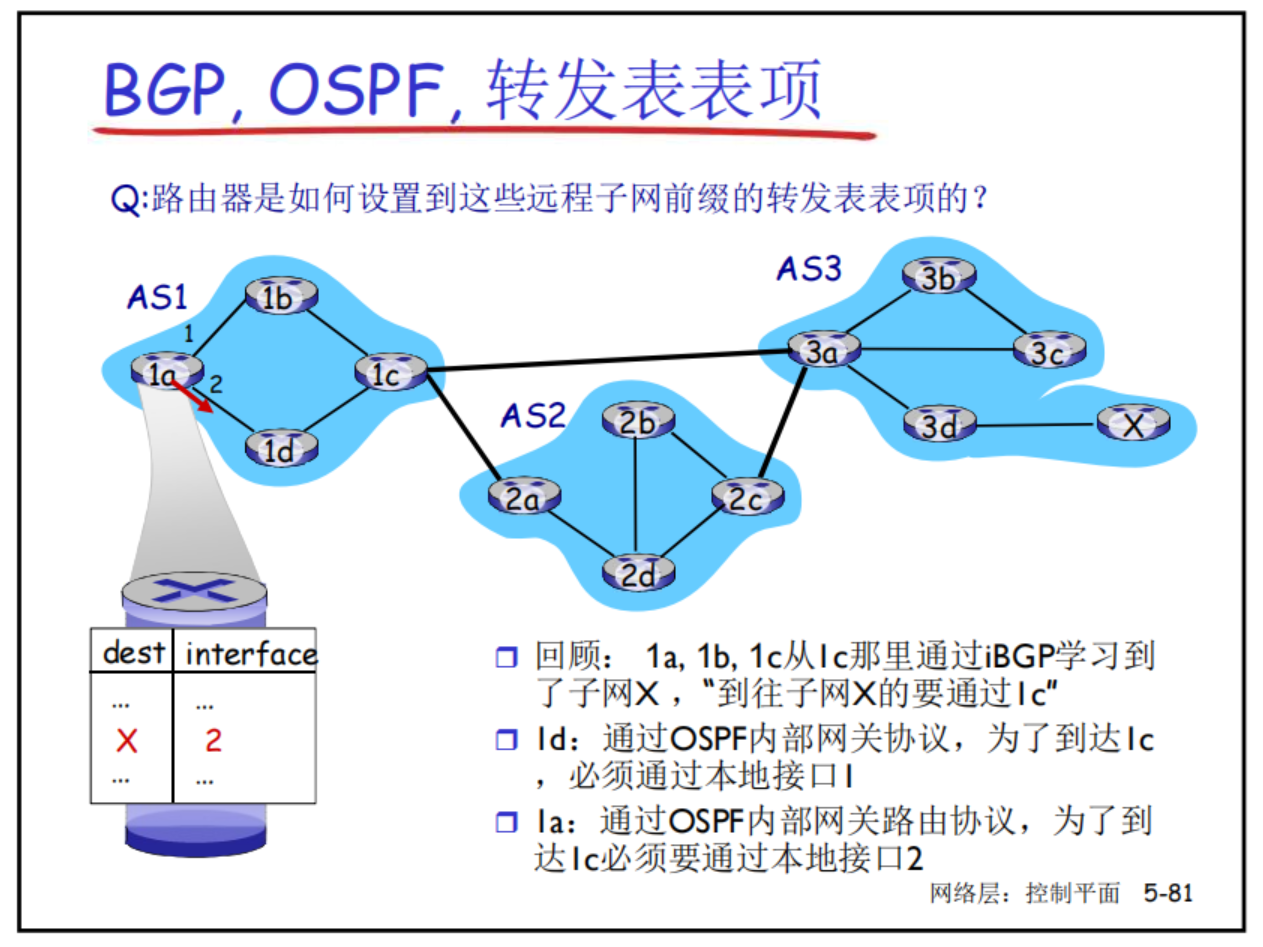 BGP, OSPF, 转发表表项
Q:路由器是如何设置到这些远程子网前缀的转发表表项的？
AS1
1b
1
1a
2
1c
1d
AS2
2b
2a
2c
2d
AS3
3b
3a
3c
3d
X
dest interface
... ...
X 2
... ...
回顾： 1a, 1b, 1c从1c那里通过iBGP学习到
了子网X ，“到往子网X的要通过1c”
1d：通过OSPF内部网关协议，为了到达1c
，必须通过本地接口1
1a：通过OSPF内部网关路由协议，为了到
达1c必须要通过本地接口2
网络层：控制平面 5-81